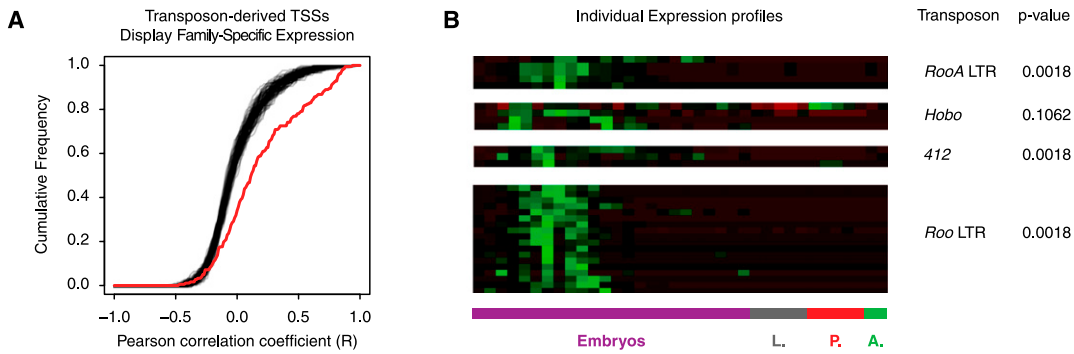 A
Transposon-derived TSSs
Display Family-Specific Expression
1.0
0.8
0.6
0.4
0.2
0.0
Cumulative Frequency
−1.0 −0.5 0.0 0.5 1.0
Pearson correlation coefficient (R)
B
Individual Expression profiles
Transposon p-value
RooA LTR 0.0018
Hobo 0.1062
412 0.0018
Roo LTR 0.0018
Embryos L. P. A.